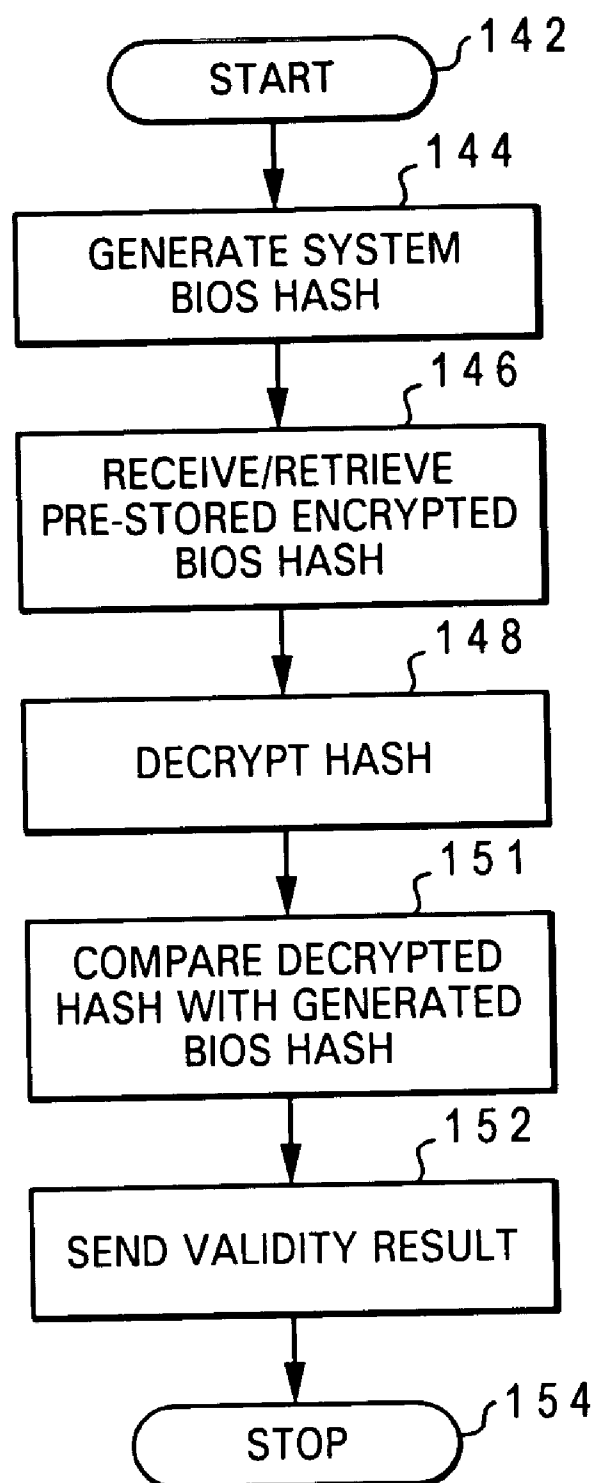 142
START
144
GENERATE SYSTEM
BIOS HASH
146
RECEIVE/RETRIEVE
PRE-STORED ENCRYPTED
BIOS HASH
148
DECRYPT HASH
151
COMPARE DECRYPTED
HASH WITH GENERATED
BIOS HASH
152
SEND VALIDITY RESULT
154
STOP